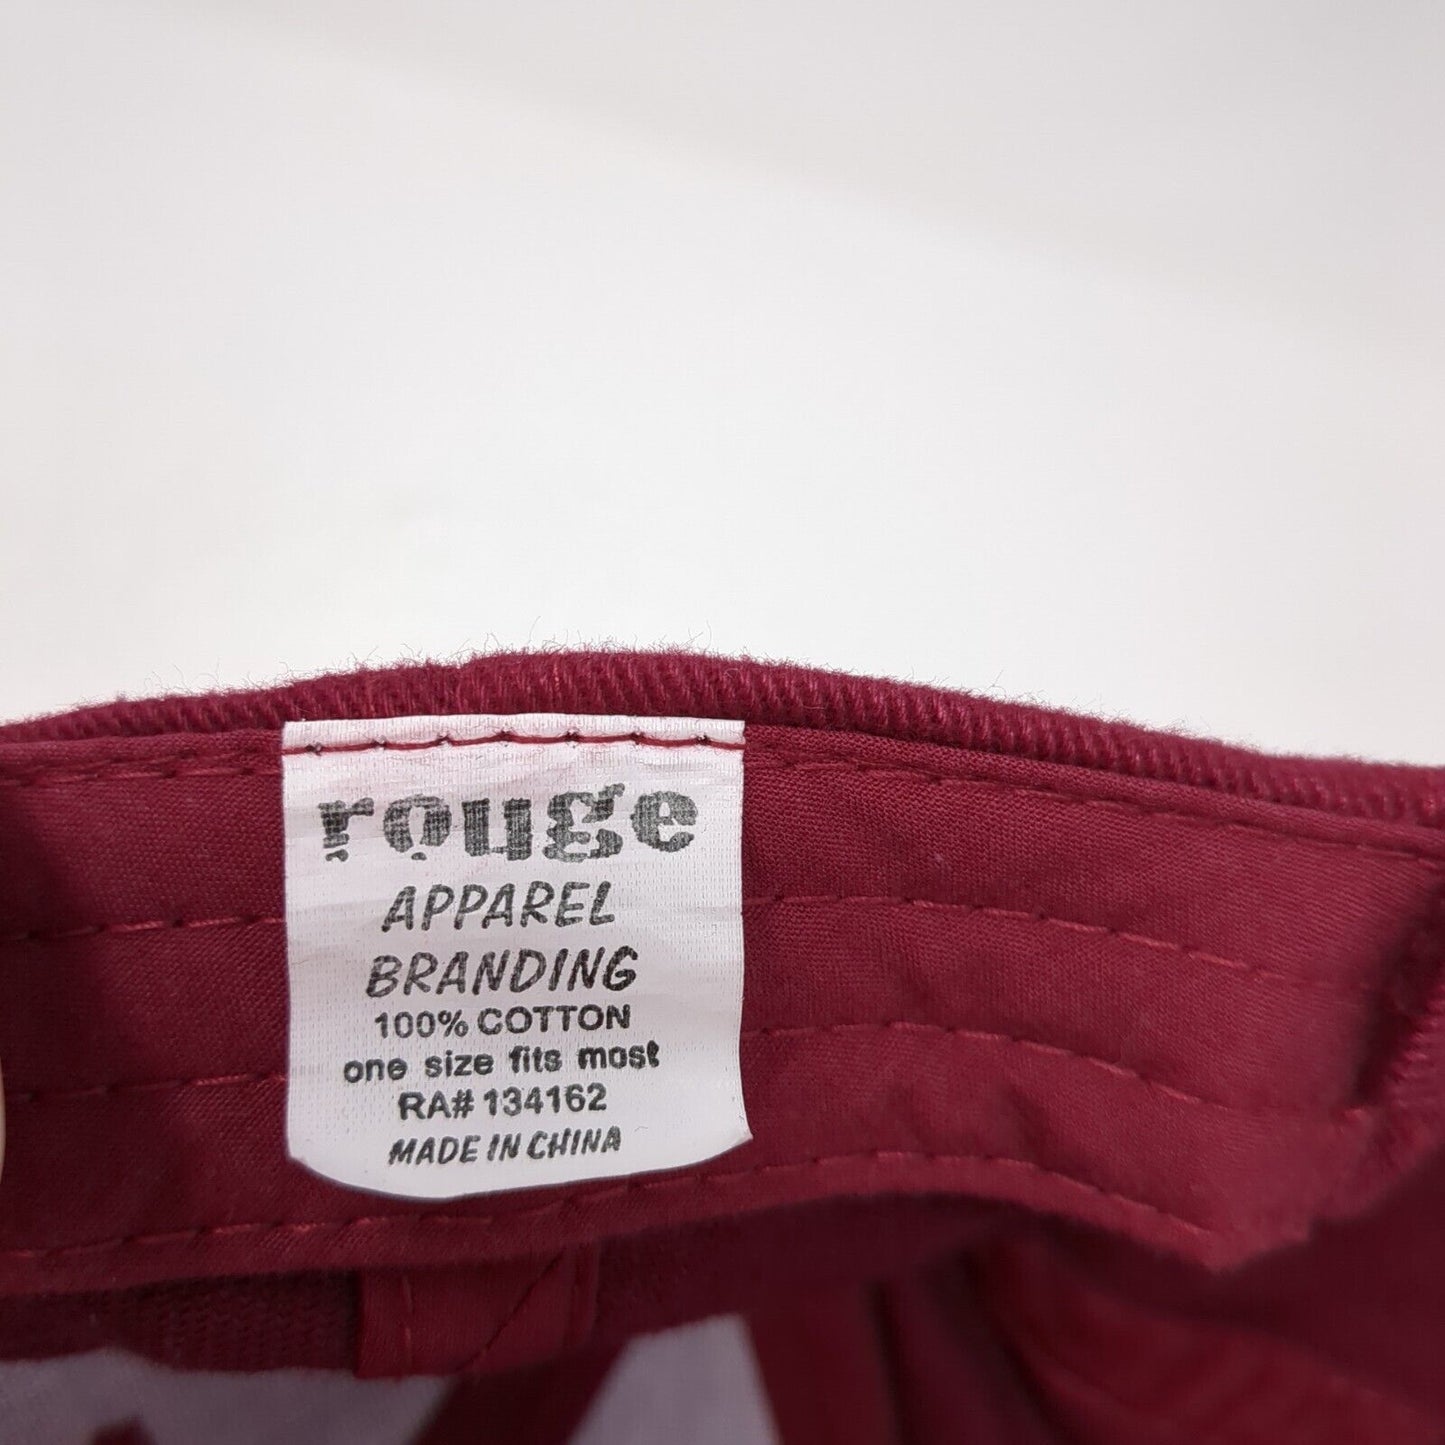 rouge
APPAREL
BRANDING
100% COTTON
one size fits most
RA# 134162
MADE IN CHINA